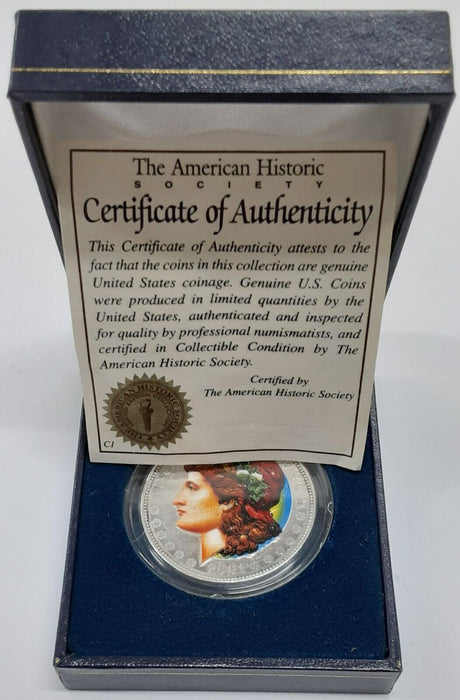 The American Historic
SOCIETY
Certificate of Authenticity
This Certificate of Authenticity attests to the
fact that the coins in this collection are genuine
United States coinage. Genuine U.S. Coins
were produced in limited quantities by the
United States, authenticated and inspected
for quality by professional numismatists, and
certified in Collectible Condition by The
American Historic Society.
Certified by
The American Historic Society
C1